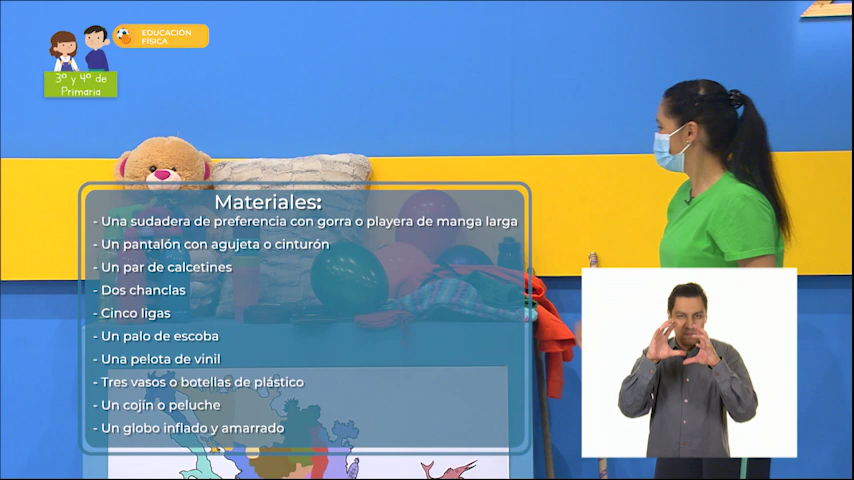 EDUCACIÓN
FÍSICA
3º y 4º de
Primaria
Materiales:
- Una sudadera de preferencia con gorra o playera de manga larga
- Un pantalón con agujeta o cinturón
- Un par de calcetines
- Dos chanclas
- Cinco ligas
- Un palo de escoba
- Una pelota de vinil
- Tres vasos o botellas de plástico
- Un cojín o peluche
- Un globo inflado y amarrado